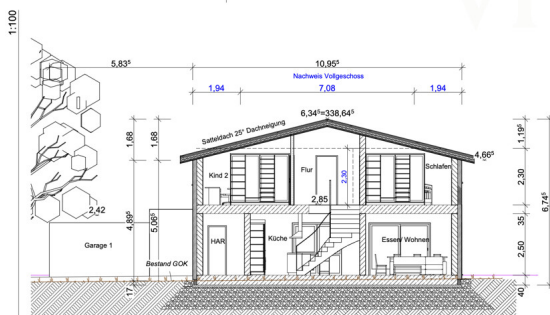 1:100
5,83⁵
10,95⁵
Nachweis Vollgeschoss
1,94
7,08
1,94
6,34⁵=338,64⁵
Satteldach 25° Dachneigung
1,68
1,68
1,19⁵
4,66⁵
Kind 2
Flur
2,30
Schlafen
2,30
2,85
6,74⁵
2,42
4,89⁵
5,06⁵
35
Garage 1
HAR
Küche
Essen/ Wohnen
2,50
Bestand GOK
17
40